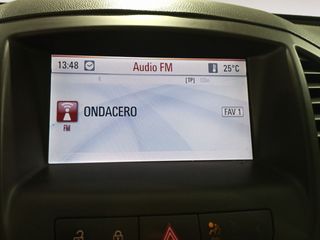 13:48 Audio FM 25°C
[TP]
ONDACERO FAV 1
FM